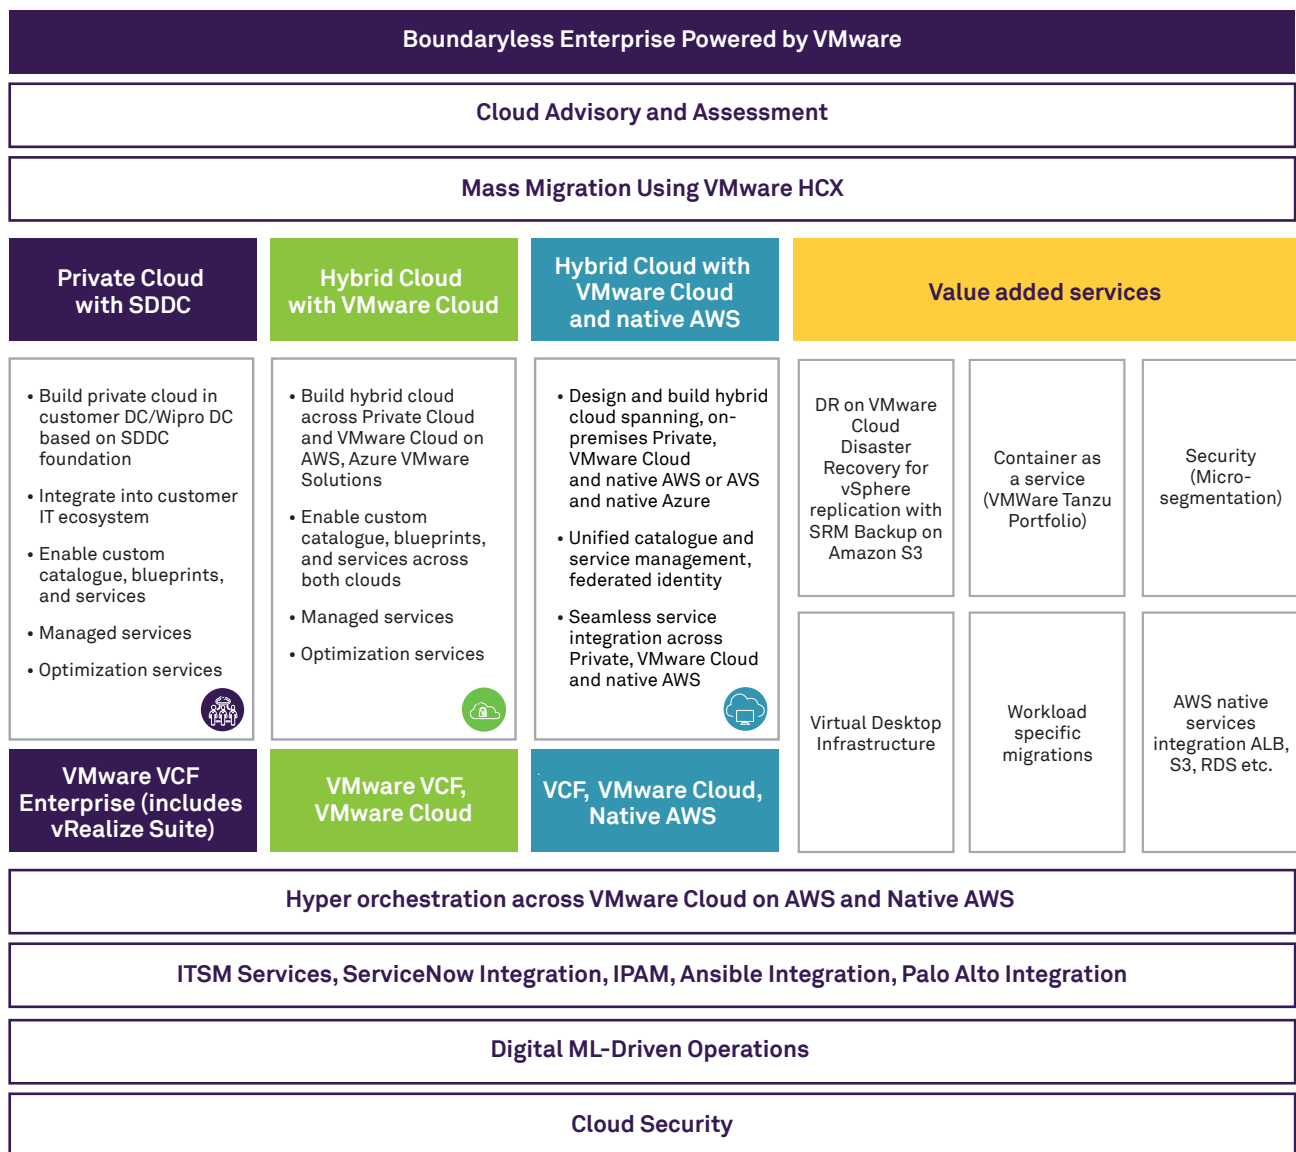 Boundaryless Enterprise Powered by VMware
Cloud Advisory and Assessment
Mass Migration Using VMware HCX
Private Cloud
with SDDC
• Build private cloud in
customer DC/Wipro DC
based on SDDC
foundation
• Integrate into customer
IT ecosystem
• Enable custom
catalogue, blueprints,
and services
• Managed services
• Optimization services
VMware VCF
Enterprise (includes
vRealize Suite)
Hybrid Cloud
with VMware Cloud
• Build hybrid cloud
across Private Cloud
and VMware Cloud on
AWS, Azure VMware
Solutions
• Enable custom
catalogue, blueprints,
and services across
both clouds
• Managed services
• Optimization services
VMware VCF,
VMware Cloud
Hybrid Cloud with
VMware Cloud
and native AWS
• Design and build hybrid
cloud spanning, on-
premises Private,
VMware Cloud
and native AWS or AVS
and native Azure
• Unified catalogue and
service management,
federated identity
• Seamless service
integration across
Private, VMware Cloud
and native AWS
VCF, VMware Cloud,
Native AWS
Value added services
DR on VMware
Cloud
Disaster
Recovery for
vSphere
replication with
SRM Backup on
Amazon S3
Container as
a service
(VMWare Tanzu
Portfolio)
Security
(Micro-
segmentation)
Virtual Desktop
Infrastructure
Workload
specific
migrations
AWS native
services
integration ALB,
S3, RDS etc.
Hyper orchestration across VMware Cloud on AWS and Native AWS
ITSM Services, ServiceNow Integration, IPAM, Ansible Integration, Palo Alto Integration
Digital ML-Driven Operations
Cloud Security